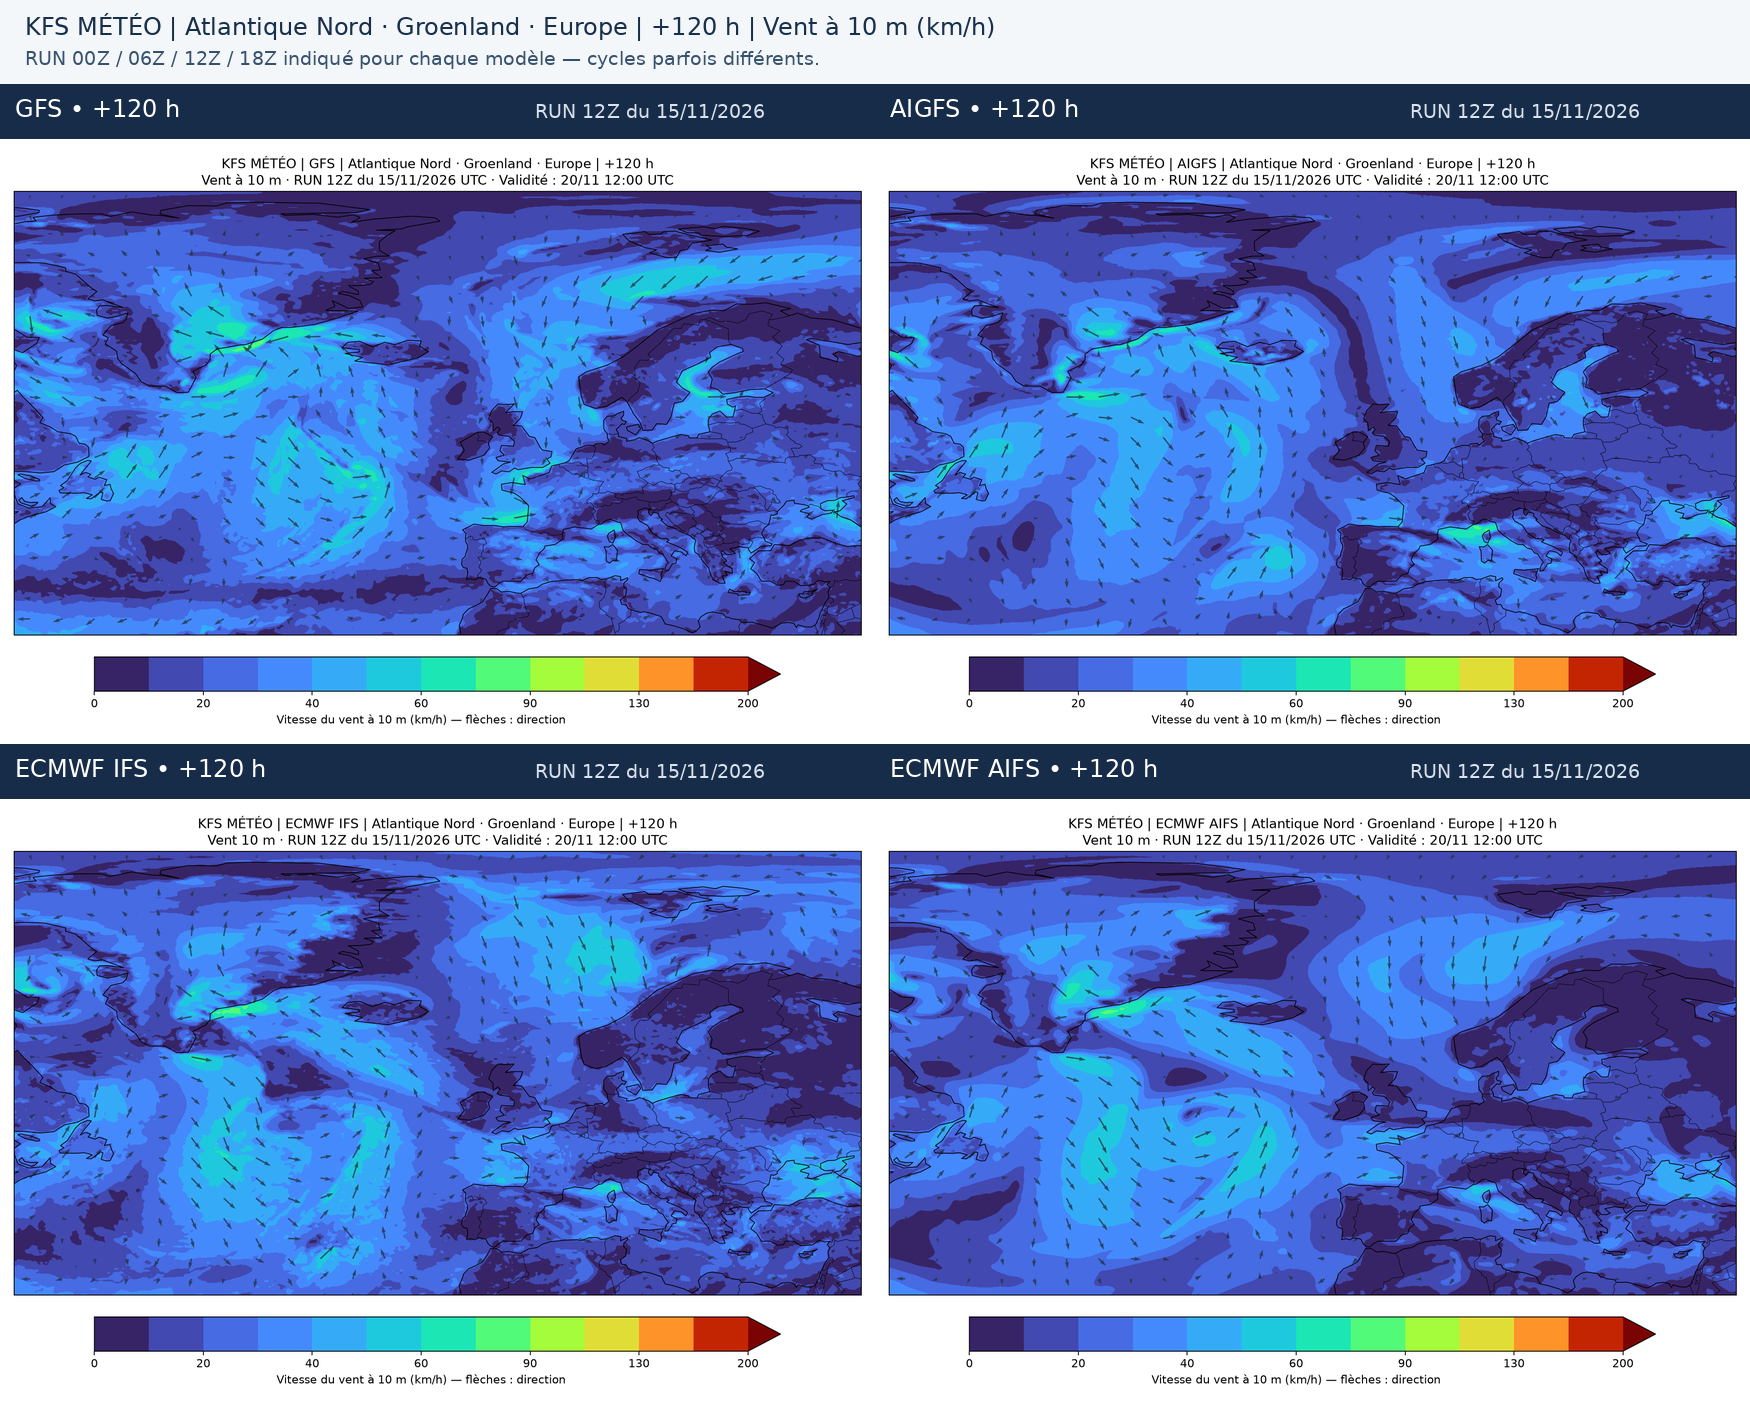 KFS MÉTÉO | Atlantique Nord · Groenland · Europe | +120 h | Vent à 10 m (km/h)
RUN 00Z / 06Z / 12Z / 18Z indiqué pour chaque modèle — cycles parfois différents.
GFS • +120 h
RUN 12Z du 15/11/2026
KFS MÉTÉO | GFS | Atlantique Nord · Groenland · Europe | +120 h
Vent à 10 m · RUN 12Z du 15/11/2026 UTC · Validité : 20/11 12:00 UTC
0 20 40 60 90 130 200
Vitesse du vent à 10 m (km/h) — flèches : direction
AIGFS • +120 h
RUN 12Z du 15/11/2026
KFS MÉTÉO | AIGFS | Atlantique Nord · Groenland · Europe | +120 h
Vent à 10 m · RUN 12Z du 15/11/2026 UTC · Validité : 20/11 12:00 UTC
0 20 40 60 90 130 200
Vitesse du vent à 10 m (km/h) — flèches : direction
ECMWF IFS • +120 h
RUN 12Z du 15/11/2026
KFS MÉTÉO | ECMWF IFS | Atlantique Nord · Groenland · Europe | +120 h
Vent 10 m · RUN 12Z du 15/11/2026 UTC · Validité : 20/11 12:00 UTC
0 20 40 60 90 130 200
Vitesse du vent à 10 m (km/h) — flèches : direction
ECMWF AIFS • +120 h
RUN 12Z du 15/11/2026
KFS MÉTÉO | ECMWF AIFS | Atlantique Nord · Groenland · Europe | +120 h
Vent 10 m · RUN 12Z du 15/11/2026 UTC · Validité : 20/11 12:00 UTC
0 20 40 60 90 130 200
Vitesse du vent à 10 m (km/h) — flèches : direction